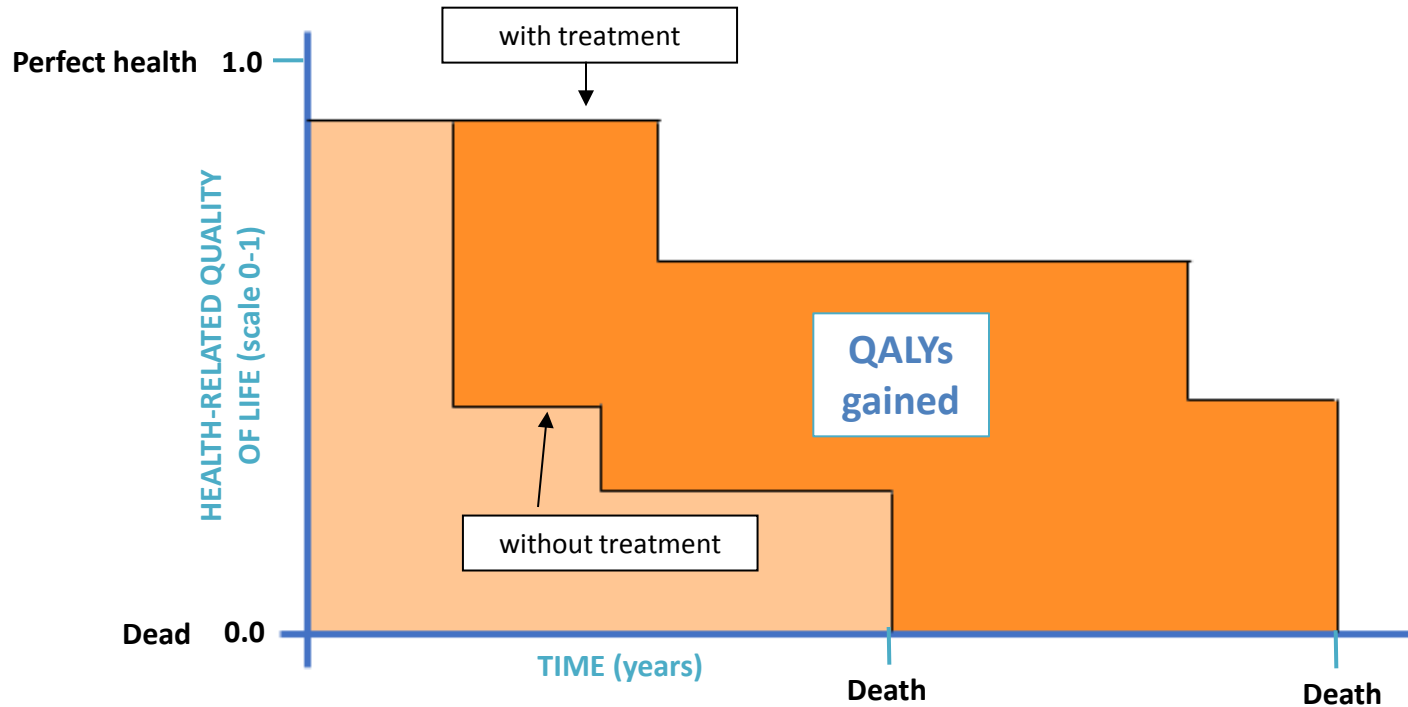 with treatment
Perfect health 1.0
HEALTH-RELATED QUALITY
OF LIFE (scale 0-1)
QALYs
gained
without treatment
Dead 0.0
TIME (years)
Death
Death